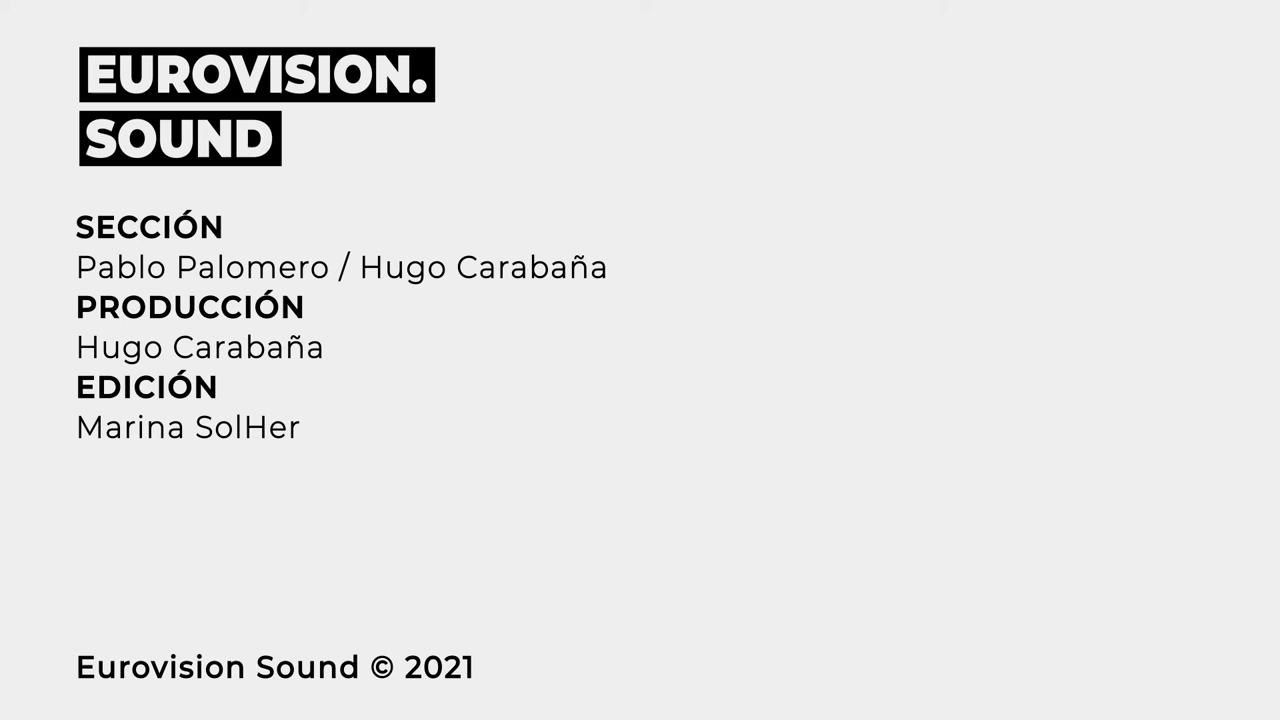 EUROVISION.
SOUND
SECCIÓN
Pablo Palomero / Hugo Carabaña
PRODUCCIÓN
Hugo Carabaña
EDICIÓN
Marina SolHer
Eurovision Sound © 2021